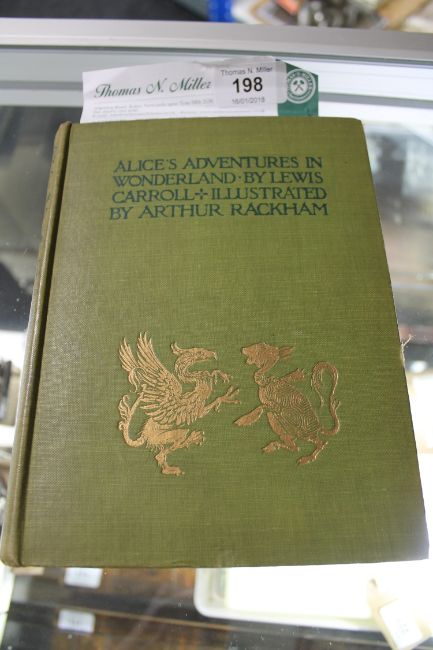 Thomas N. Miller
Thomas N. Miller
198
16/01/2018
ALICE'S ADVENTURES IN
WONDERLAND · BY LEWIS
CARROLL ✢ ILLUSTRATED
BY ARTHUR RACKHAM